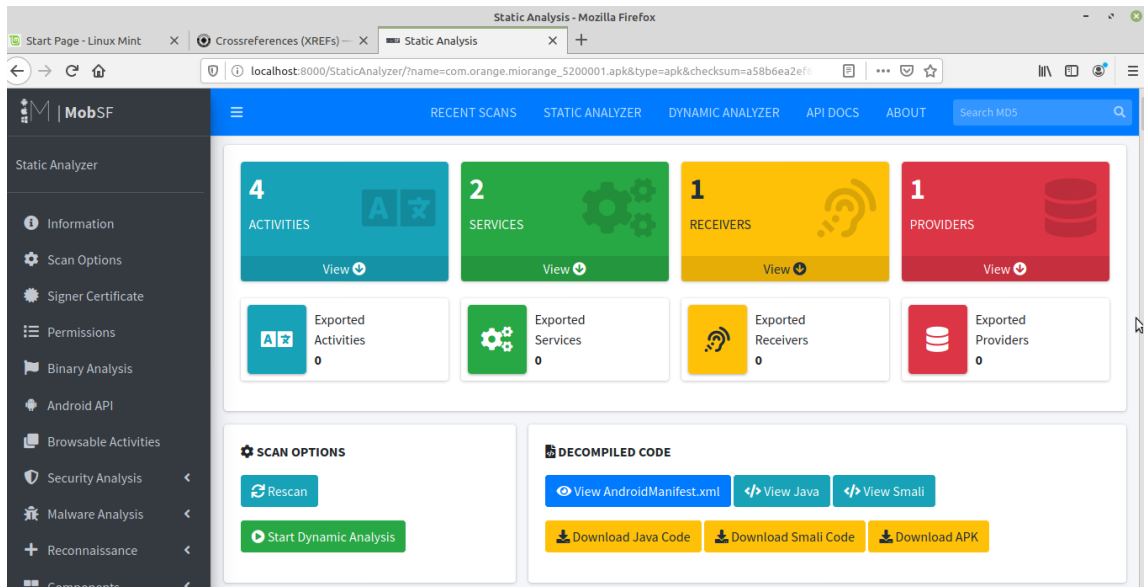 Static Analysis - Mozilla Firefox
Start Page - Linux Mint
Crossreferences (XREFs) —
Static Analysis
localhost:8000/StaticAnalyzer/?name=com.orange.miorange_5200001.apk&type=apk&checksum=a58b6ea2ef
MobSF
RECENT SCANS STATIC ANALYZER DYNAMIC ANALYZER API DOCS ABOUT Search MD5
Static Analyzer
Information
Scan Options
Signer Certificate
Permissions
Binary Analysis
Android API
Browsable Activities
Security Analysis
Malware Analysis
Reconnaissance
Components
4
ACTIVITIES
View
2
SERVICES
View
1
RECEIVERS
View
1
PROVIDERS
View
Exported
Activities
0
Exported
Services
0
Exported
Receivers
0
Exported
Providers
0
SCAN OPTIONS
Rescan
Start Dynamic Analysis
DECOMPILED CODE
View AndroidManifest.xml
View Java
View Smali
Download Java Code
Download Smali Code
Download APK